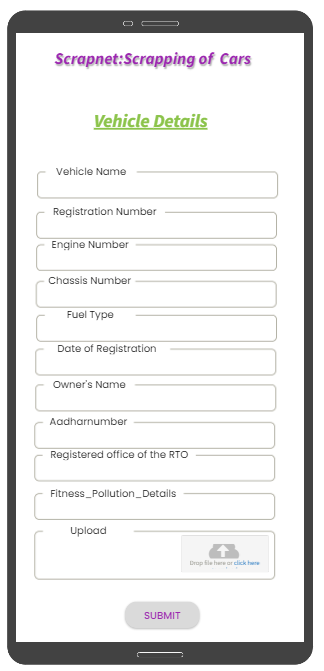 Scrapnet:Scrapping of Cars
Vehicle Details
Vehicle Name
Registration Number
Engine Number
Chassis Number
Fuel Type
Date of Registration
Owner's Name
Aadharnumber
Registered office of the RTO
Fitness_Pollution_Details
Upload
Drop file here or click here
SUBMIT